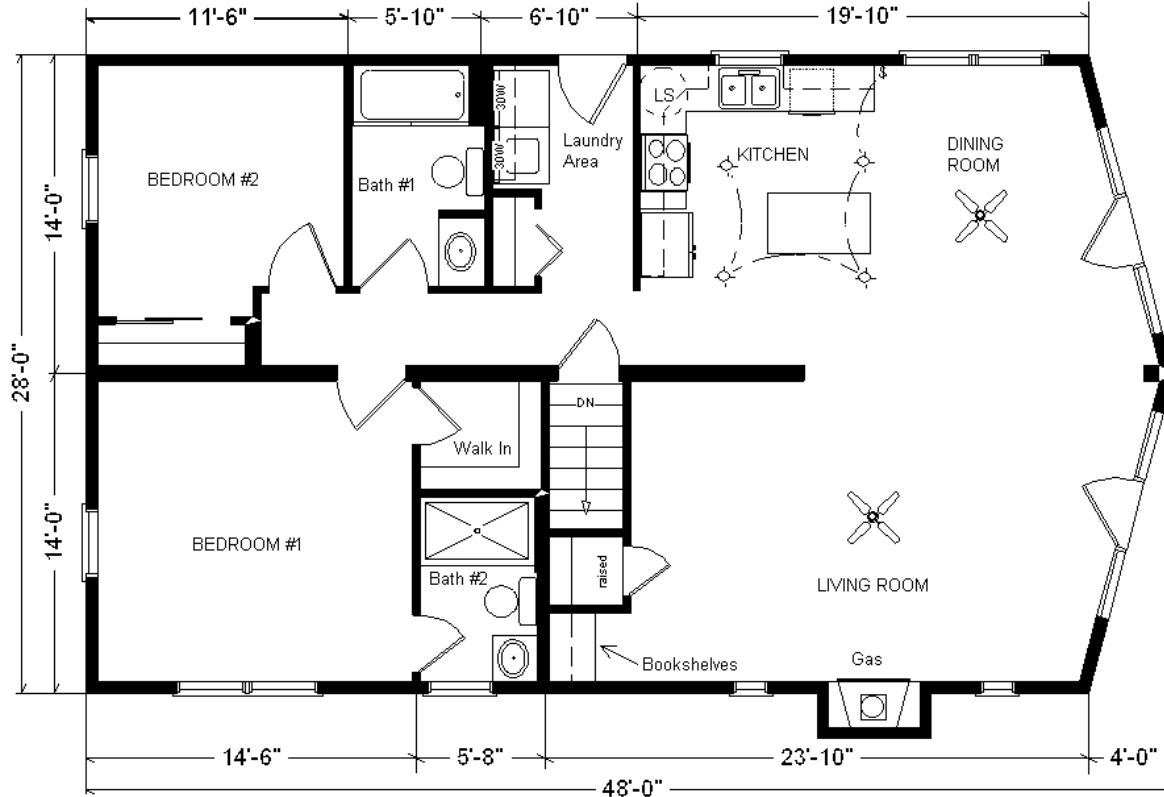 11'-6"
5'-10"
6'-10"
19'-10"
28'-0"
14'-0"
14'-0"
BEDROOM #2
Bath #1
30W
30W
Laundry
Area
LS
KITCHEN
$
DINING
ROOM
DN
Walk In
BEDROOM #1
Bath #2
raised
Bookshelves
LIVING ROOM
Gas
14'-6"
5'-8"
23'-10"
4'-0"
48'-0"